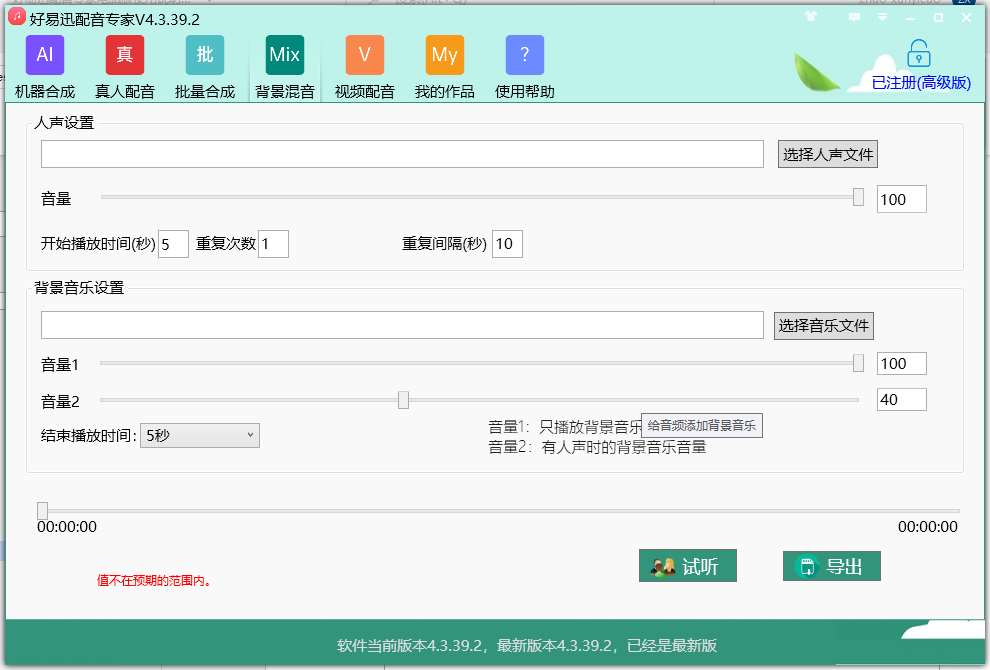 好易迅配音专家V4.3.39.2
AI 真 批 Mix V My ?
机器合成 真人配音 批量合成 背景混音 视频配音 我的作品 使用帮助
已注册(高级版)
人声设置
选择人声文件
音量 100
开始播放时间(秒) 5 重复次数 1 重复间隔(秒) 10
背景音乐设置
选择音乐文件
音量1 100
音量2 40
结束播放时间: 5秒
音量1：只播放背景音乐
给音频添加背景音乐
音量2：有人声时的背景音乐音量
00:00:00 00:00:00
试听 导出
值不在预期的范围内。
软件当前版本4.3.39.2，最新版本4.3.39.2，已经是最新版